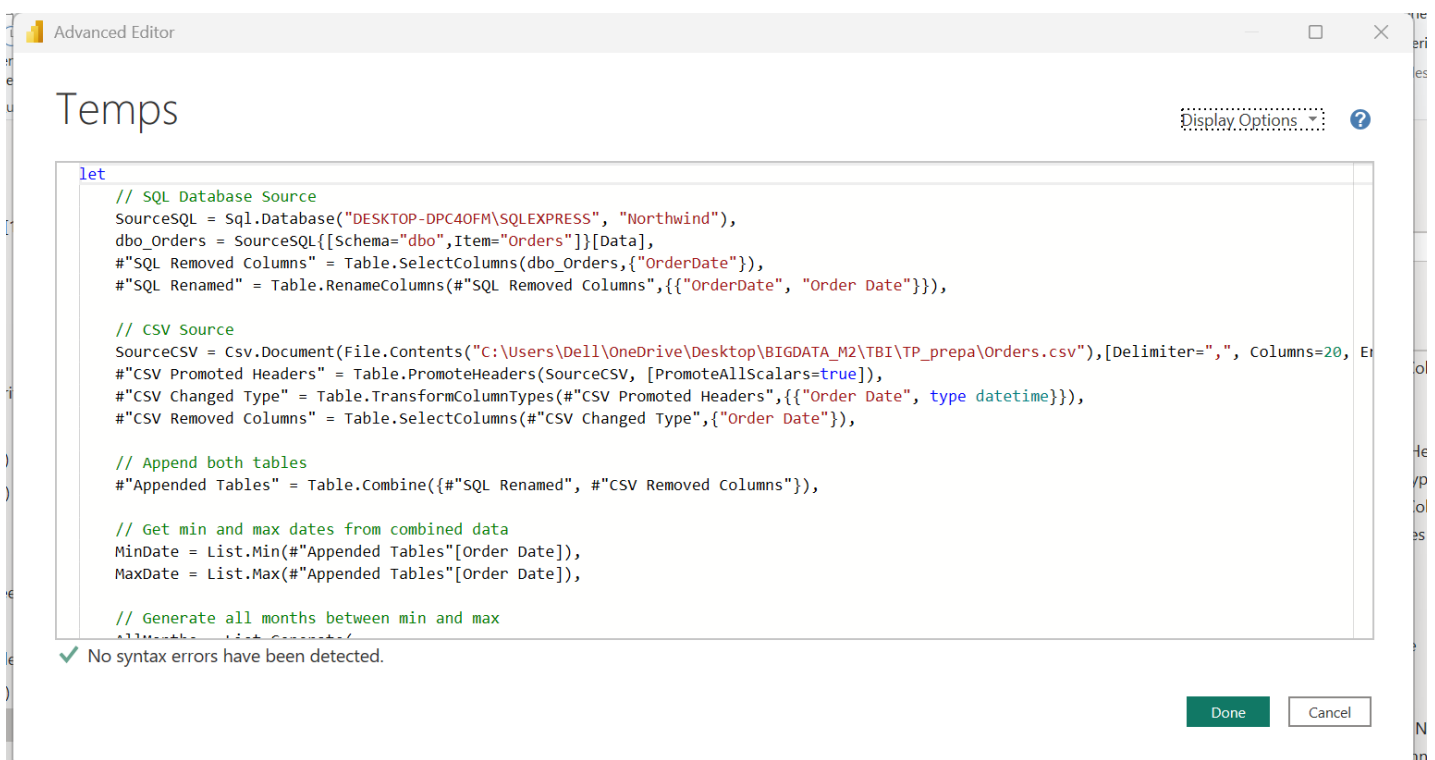 Advanced Editor
Temps
Display Options
?
let
// SQL Database Source
SourceSQL = Sql.Database("DESKTOP-DPC4OFM\SQLEXPRESS", "Northwind"),
dbo_Orders = SourceSQL{[Schema="dbo",Item="Orders"]}[Data],
#"SQL Removed Columns" = Table.SelectColumns(dbo_Orders,{"OrderDate"}),
#"SQL Renamed" = Table.RenameColumns(#"SQL Removed Columns",{{"OrderDate", "Order Date"}}),
// CSV Source
SourceCSV = Csv.Document(File.Contents("C:\Users\Dell\OneDrive\Desktop\BIGDATA_M2\TBI\TP_prepa\Orders.csv"),[Delimiter=",", Columns=20,
#"CSV Promoted Headers" = Table.PromoteHeaders(SourceCSV, [PromoteAllScalars=true]),
#"CSV Changed Type" = Table.TransformColumnTypes(#"CSV Promoted Headers",{{"Order Date", type datetime}}),
#"CSV Removed Columns" = Table.SelectColumns(#"CSV Changed Type",{"Order Date"}),
// Append both tables
#"Appended Tables" = Table.Combine({#"SQL Renamed", #"CSV Removed Columns"}),
// Get min and max dates from combined data
MinDate = List.Min(#"Appended Tables"[Order Date]),
MaxDate = List.Max(#"Appended Tables"[Order Date]),
// Generate all months between min and max
No syntax errors have been detected.
Done
Cancel